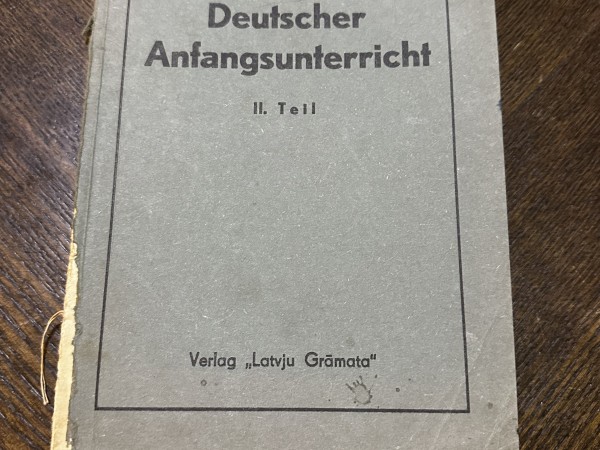 Deutscher
Anfangsunterricht
II. Teil
Verlag „Latvju Grāmata“